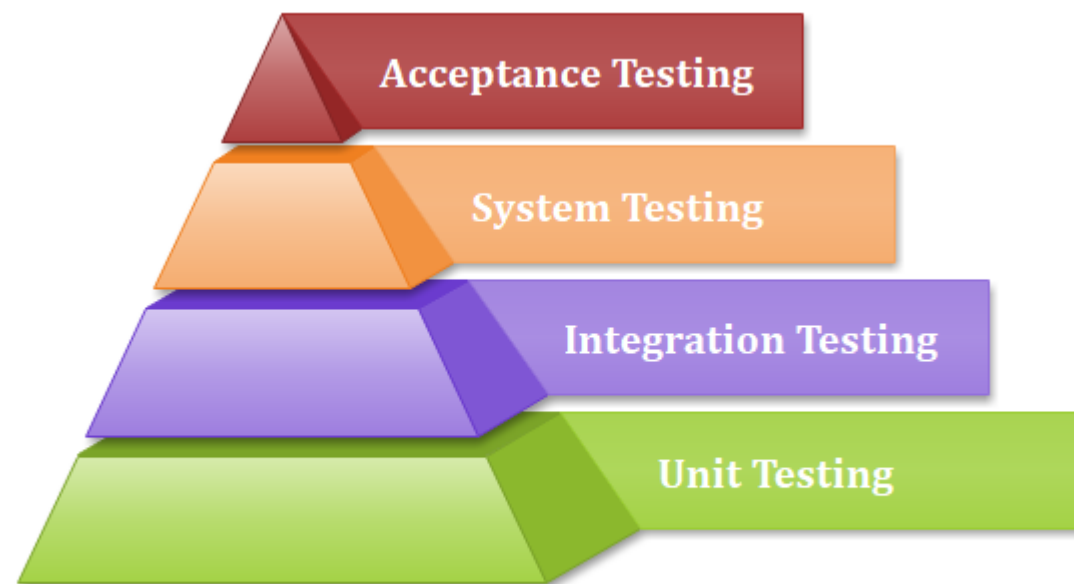 Acceptance Testing
System Testing
Integration Testing
Unit Testing